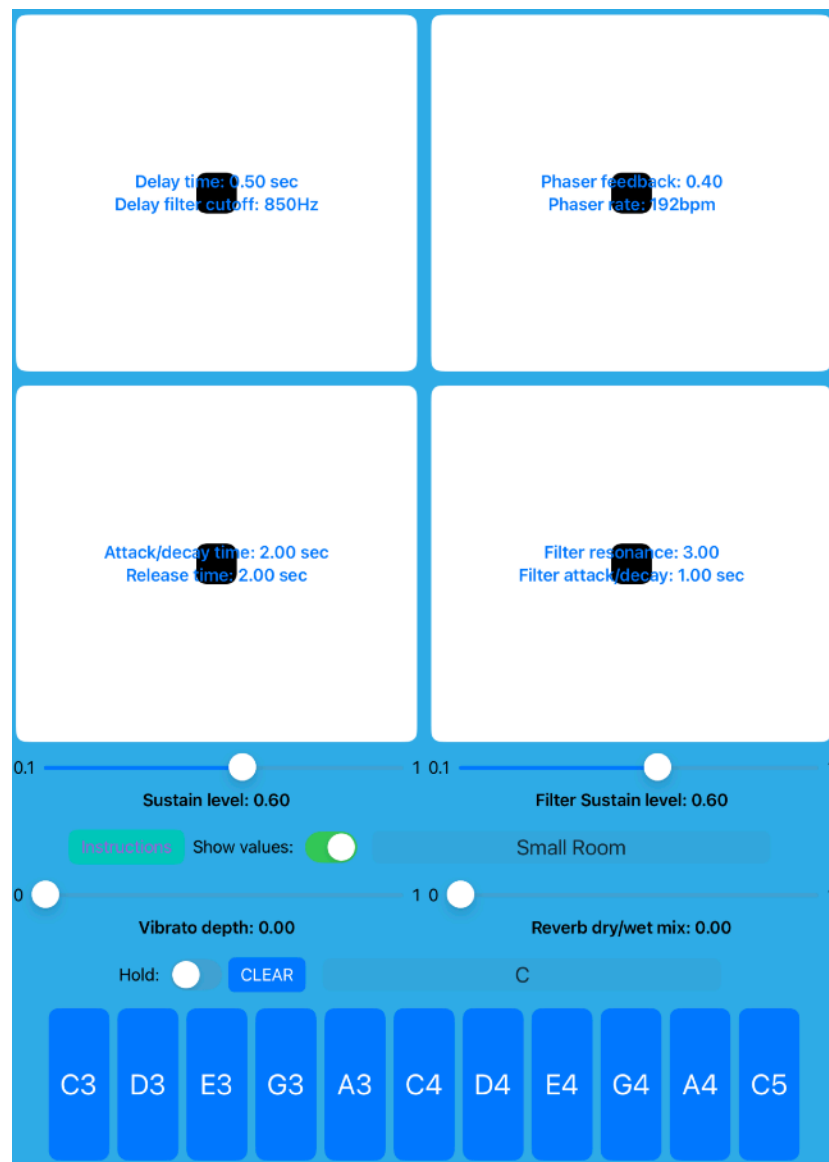 Delay time: 0.50 sec
Delay filter cutoff: 850Hz
Phaser feedback: 0.40
Phaser rate: 192bpm
Attack/decay time: 2.00 sec
Release time: 2.00 sec
Filter resonance: 3.00
Filter attack/decay: 1.00 sec
0.1 1 0.1
Sustain level: 0.60
Filter Sustain level: 0.60
Instructions Show values: Small Room
0 1 0
Vibrato depth: 0.00
Reverb dry/wet mix: 0.00
Hold: CLEAR C
C3 D3 E3 G3 A3 C4 D4 E4 G4 A4 C5